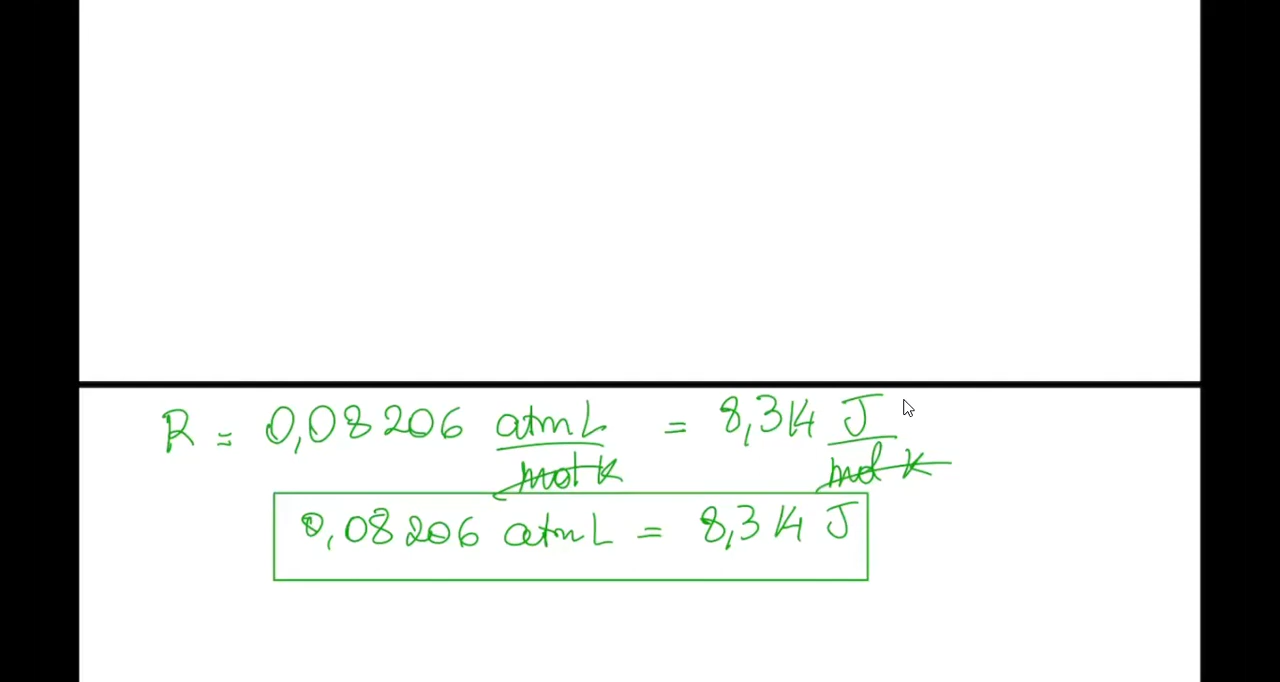 R = 0,08206 atm L / mol K = 8,314 J / mol K
0,08206 atm L = 8,314 J